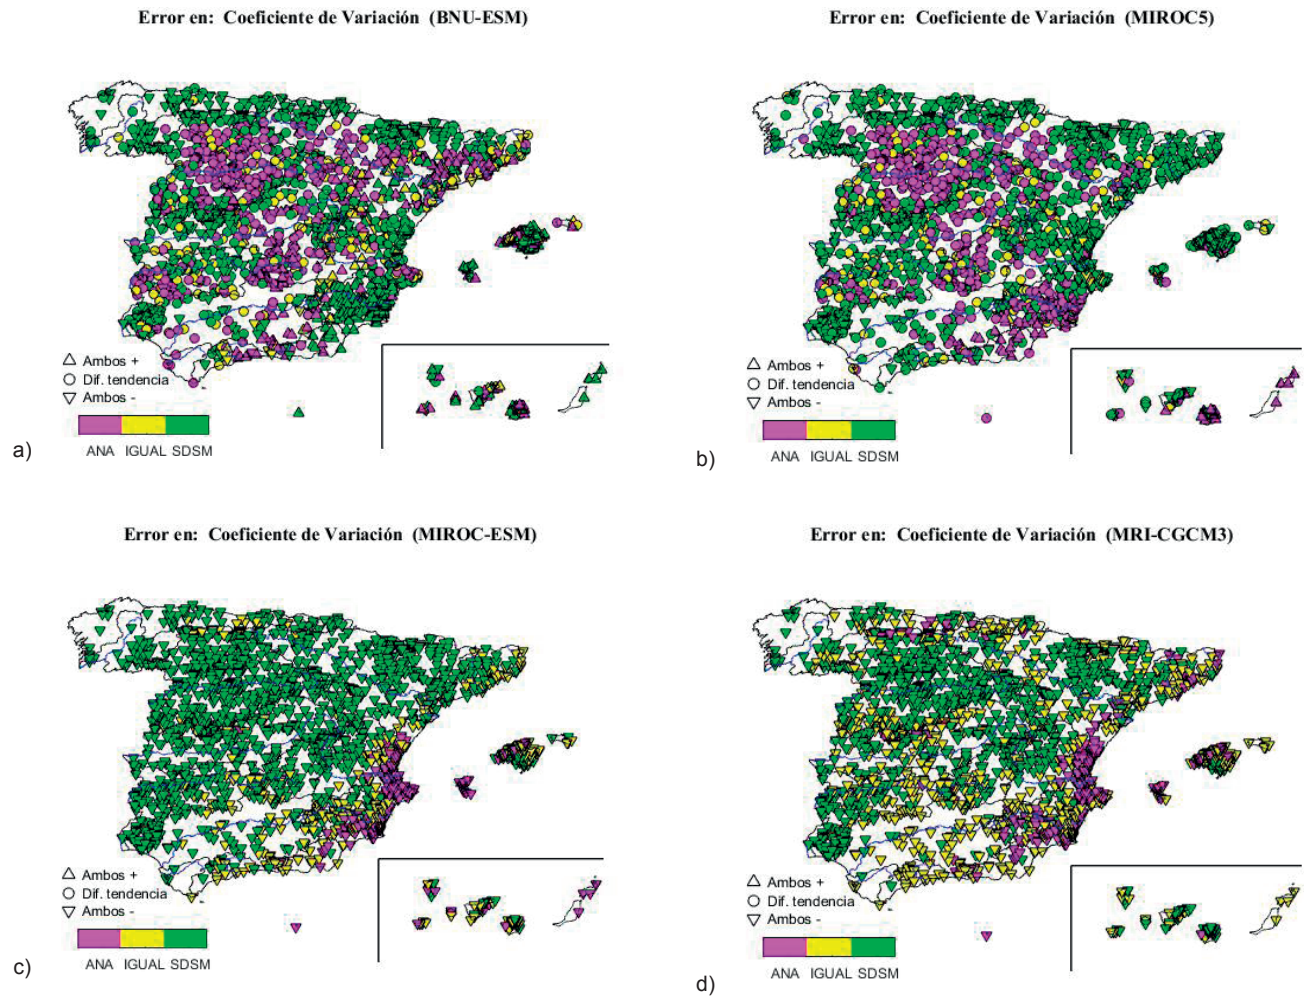 Error en: Coeficiente de Variación (BNU-ESM)
Ambos +
Dif. tendencia
Ambos -
ANA IGUAL SDSM
a)
Error en: Coeficiente de Variación (MIROC5)
Ambos +
Dif. tendencia
Ambos -
ANA IGUAL SDSM
b)
Error en: Coeficiente de Variación (MIROC-ESM)
Ambos +
Dif. tendencia
Ambos -
ANA IGUAL SDSM
c)
Error en: Coeficiente de Variación (MRI-CGCM3)
Ambos +
Dif. tendencia
Ambos -
ANA IGUAL SDSM
d)